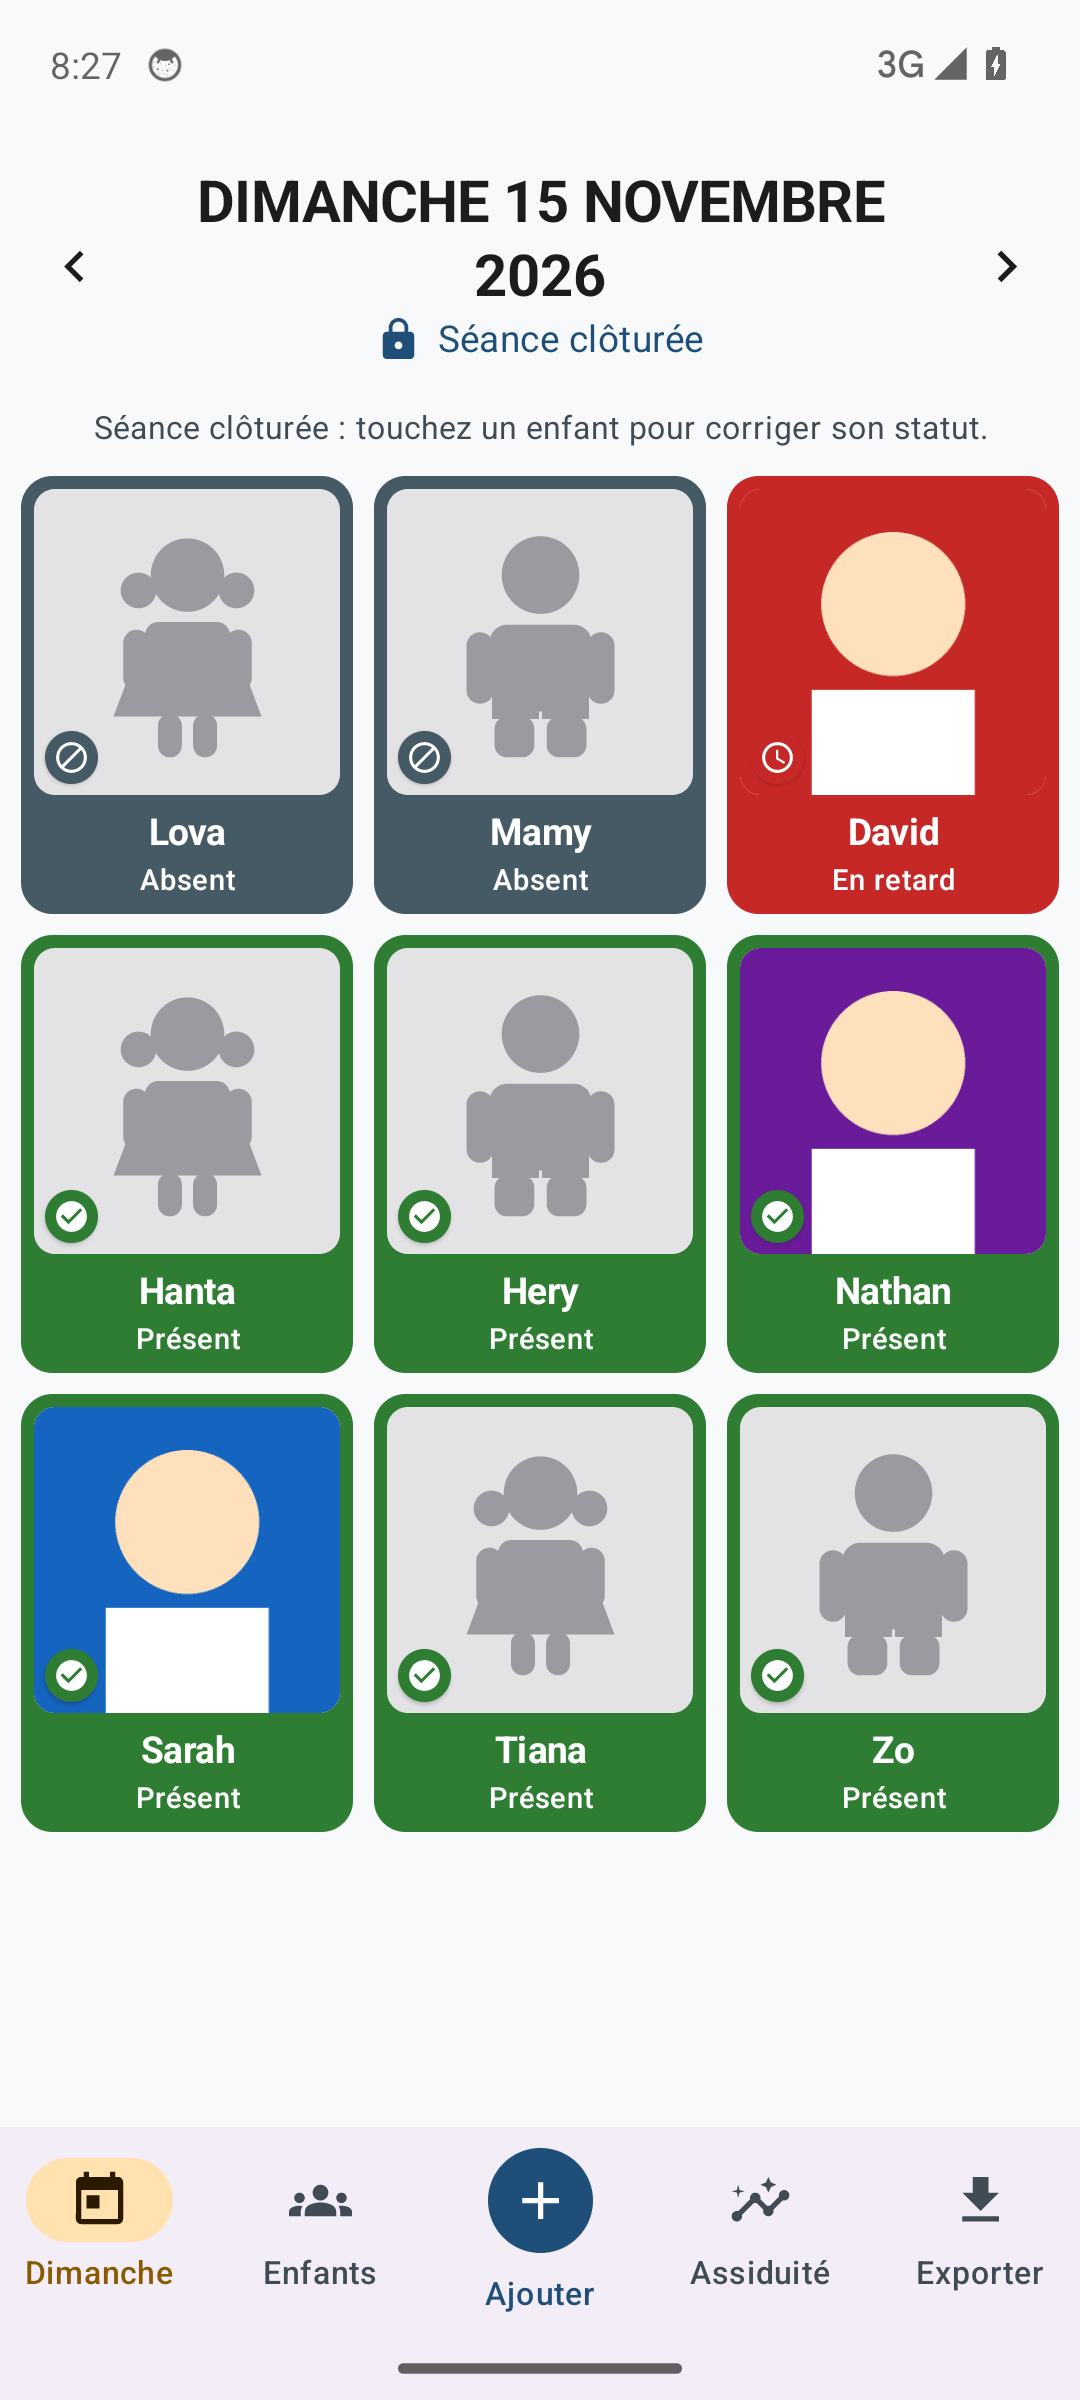 8:27
3G
DIMANCHE 15 NOVEMBRE
2026
Séance clôturée
Séance clôturée : touchez un enfant pour corriger son statut.
Lova
Absent
Mamy
Absent
David
En retard
Hanta
Présent
Hery
Présent
Nathan
Présent
Sarah
Présent
Tiana
Présent
Zo
Présent
Dimanche
Enfants
Ajouter
Assiduité
Exporter